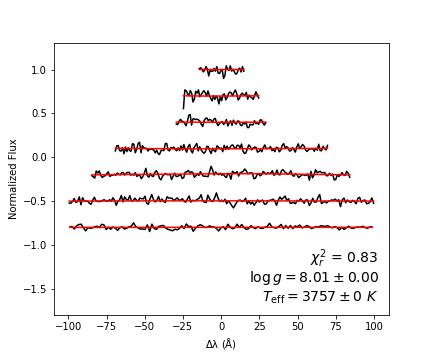 1.0
0.5
0.0
−0.5
−1.0
−1.5
Normalized Flux
χ²ᵣ = 0.83
log g = 8.01 ± 0.00
T_eff = 3757 ± 0 K
−100 −75 −50 −25 0 25 50 75 100
Δλ (Å)